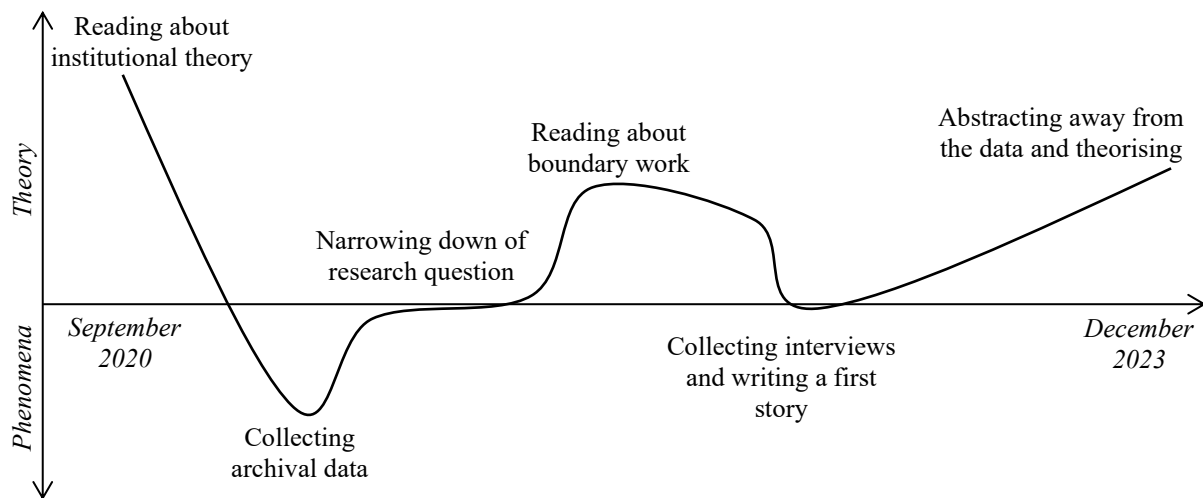 Reading about
institutional theory
Theory
Reading about
boundary work
Abstracting away from
the data and theorising
Narrowing down of
research question
September
2020
December
2023
Phenomena
Collecting
archival data
Collecting interviews
and writing a first
story